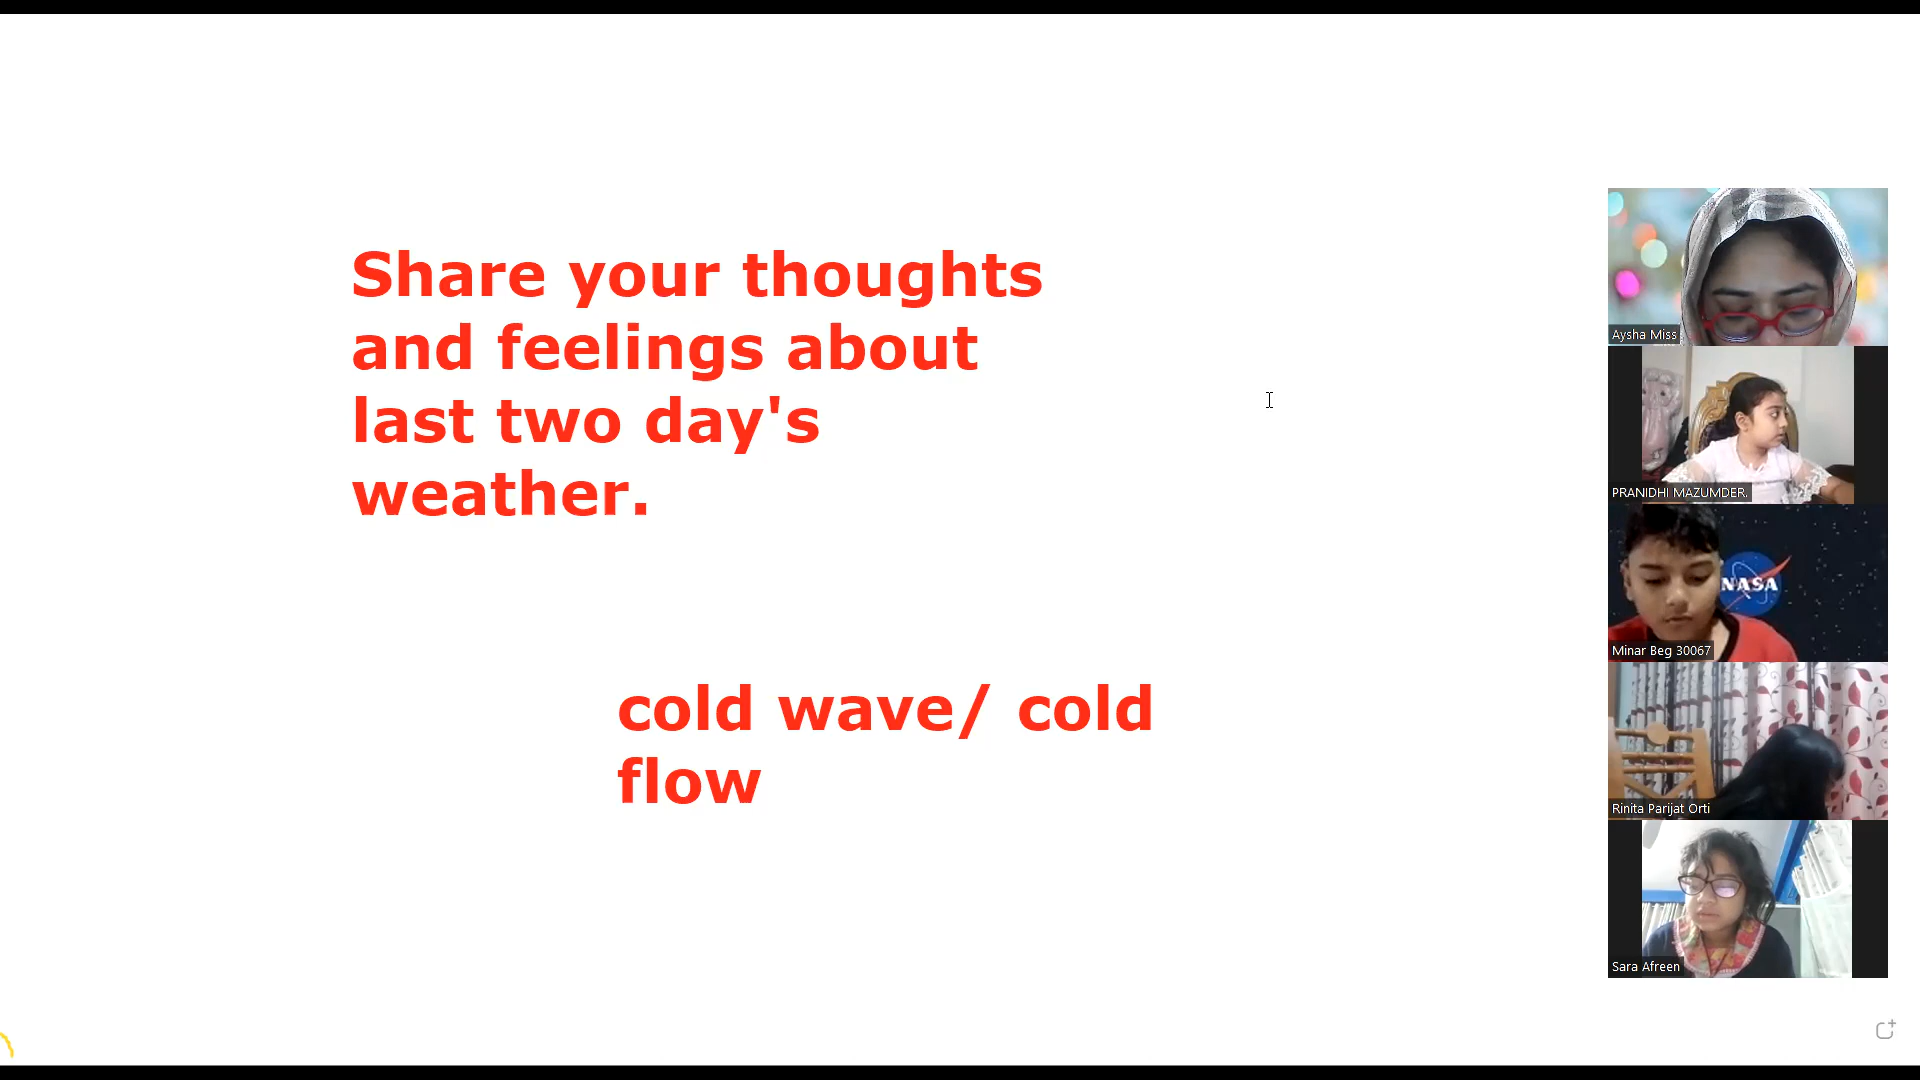 Share your thoughts
and feelings about
last two day's
weather.
cold wave/ cold
flow
Aysha Miss
PRANIDHI MAZUMDER.
NASA
Minar Beg 30067
Rinita Parijat Orti
Sara Afreen